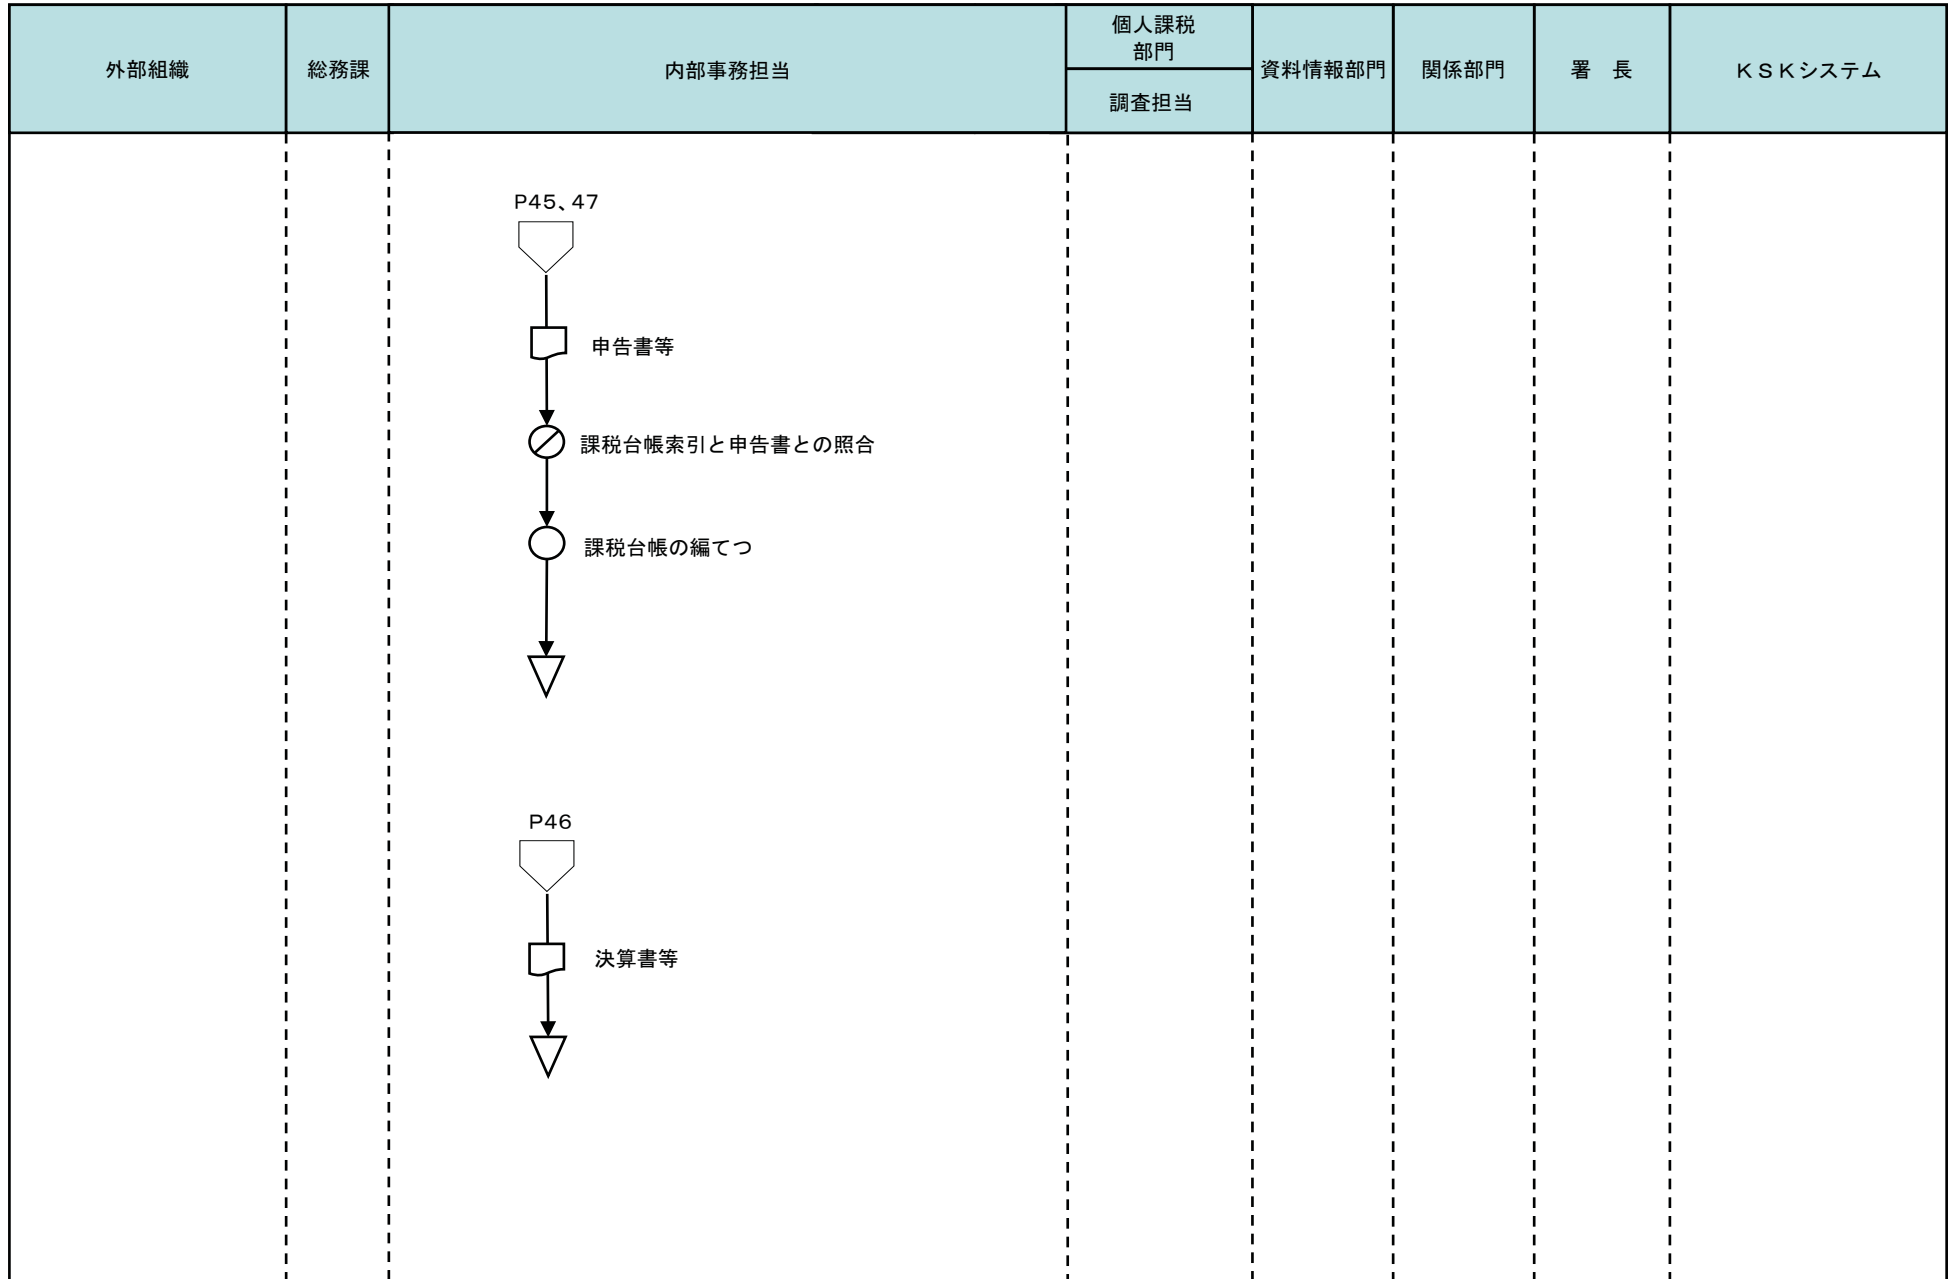 外部組織
総務課
内部事務担当
個人課税
部門
調査担当
資料情報部門
関係部門
署　長
ＫＳＫシステム
P45、47
申告書等
課税台帳索引と申告書との照合
課税台帳の編てつ
P46
決算書等